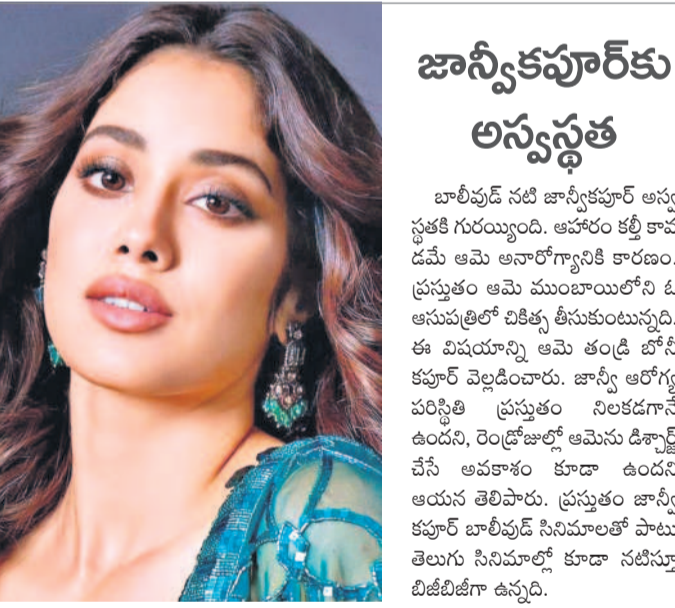 జాన్వీకపూర్‌కు
అస్వస్థత
బాలీవుడ్ నటి జాన్వీకపూర్ అస్వ
స్థతకి గురయ్యింది. ఆహారం కల్తీ కావ
డమే ఆమె అనారోగ్యానికి కారణం.
ప్రస్తుతం ఆమె ముంబాయిలోని ఓ
ఆసుపత్రిలో చికిత్స తీసుకుంటున్నది.
ఈ విషయాన్ని ఆమె తండ్రి బోనీ
కపూర్ వెల్లడించారు. జాన్వీ ఆరోగ్య
పరిస్థితి ప్రస్తుతం నిలకడగానే
ఉందని, రెండ్రోజుల్లో ఆమెను డిశ్చార్జ్
చేసే అవకాశం కూడా ఉందని
ఆయన తెలిపారు. ప్రస్తుతం జాన్వీ
కపూర్ బాలీవుడ్ సినిమాలతో పాటు
తెలుగు సినిమాల్లో కూడా నటిస్తూ
బిజీబిజీగా ఉన్నది.